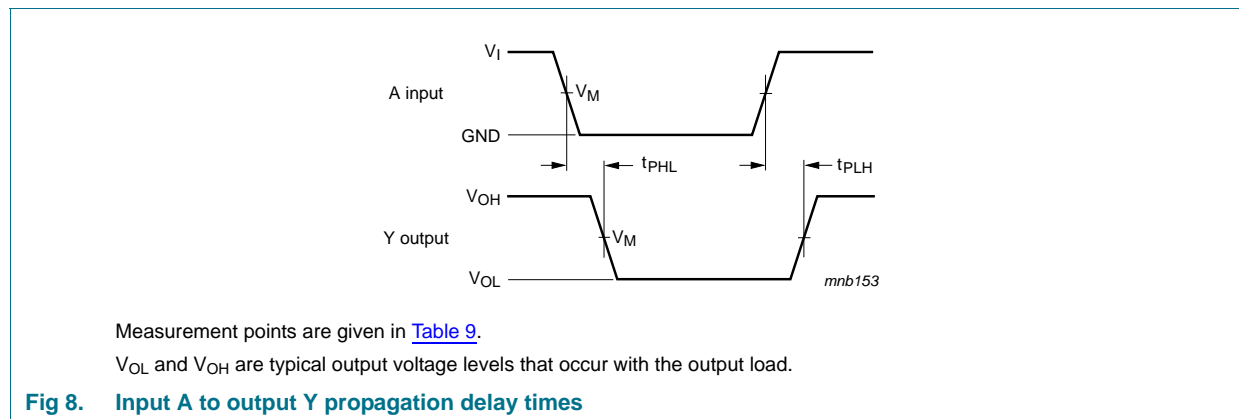 VI
A input
VM
GND
tPHL
tPLH
VOH
Y output
VM
VOL
mnb153
Measurement points are given in Table 9.
VOL and VOH are typical output voltage levels that occur with the output load.
Fig 8. Input A to output Y propagation delay times